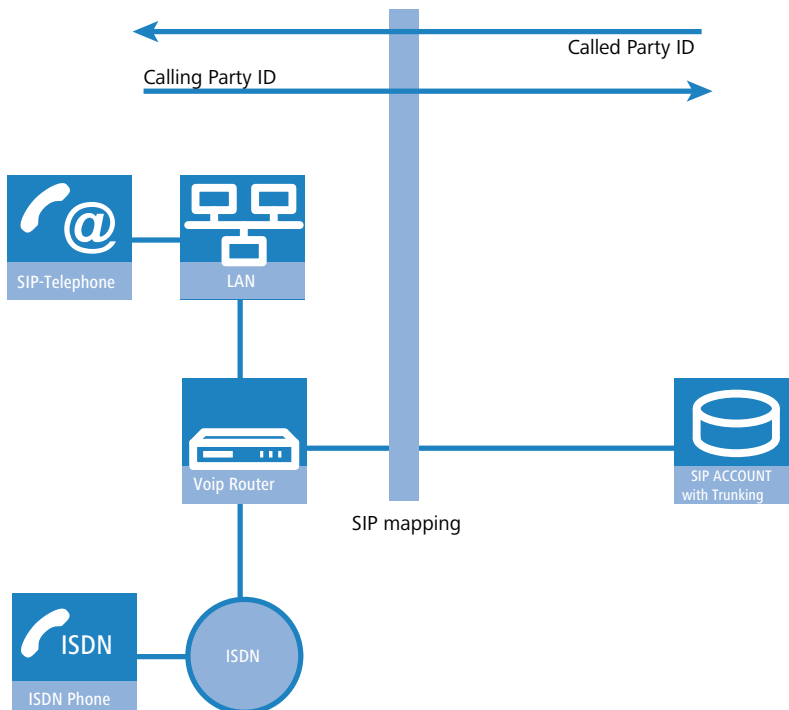 Called Party ID
Calling Party ID
@
SIP-Telephone
LAN
Voip Router
SIP ACCOUNT
with Trunking
SIP mapping
ISDN
ISDN
ISDN Phone